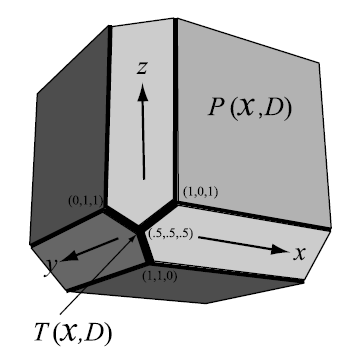 z
P(x,D)
(0,1,1)
(1,0,1)
(.5,.5,.5)
x
y
(1,1,0)
T(x,D)